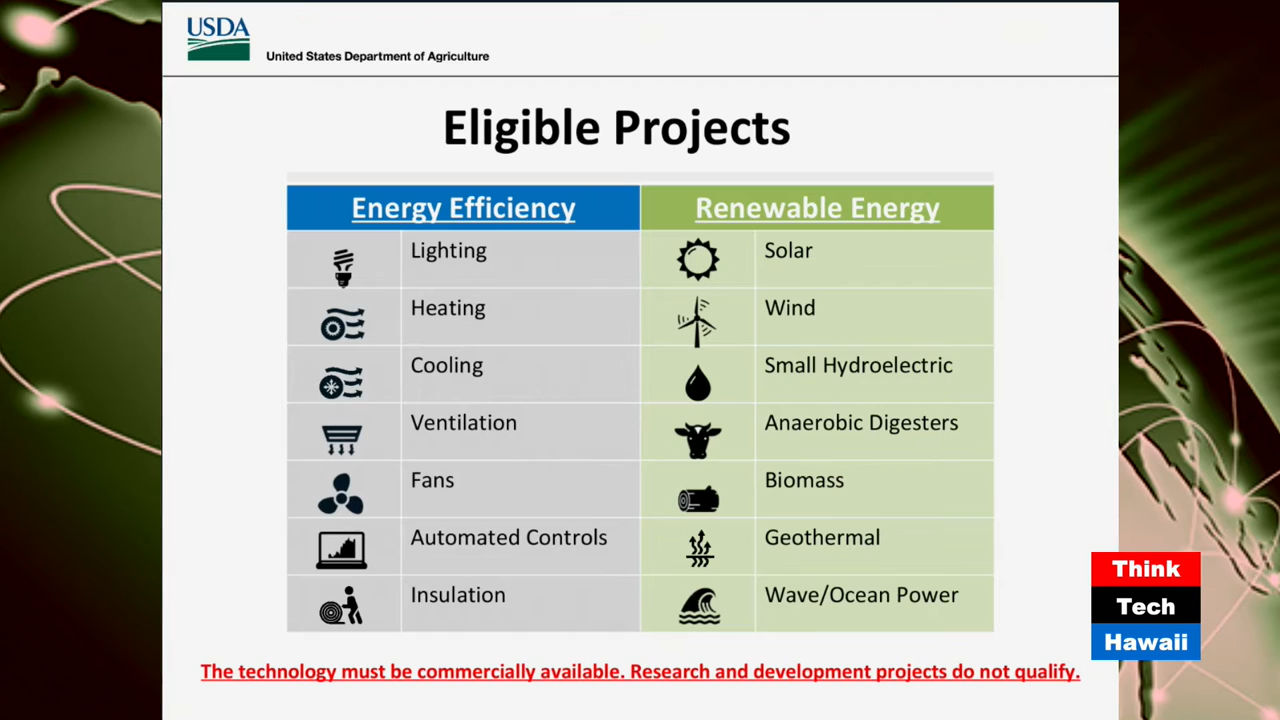 USDA
United States Department of Agriculture
Eligible Projects
Energy Efficiency Renewable Energy
Lighting Solar
Heating Wind
Cooling Small Hydroelectric
Ventilation Anaerobic Digesters
Fans Biomass
Automated Controls Geothermal
Insulation Wave/Ocean Power
The technology must be commercially available. Research and development projects do not qualify.
Think
Tech
Hawaii